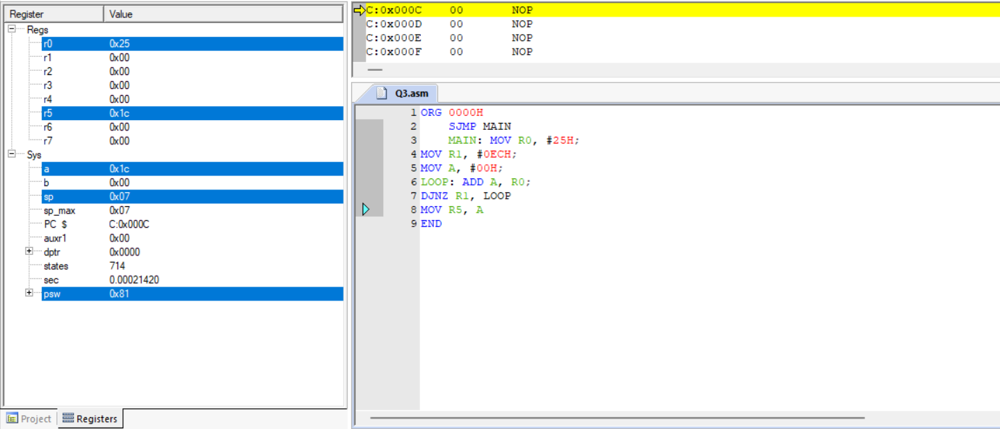 Register Value
Regs
r0 0x25
r1 0x00
r2 0x00
r3 0x00
r4 0x00
r5 0x1c
r6 0x00
r7 0x00
Sys
a 0x1c
b 0x00
sp 0x07
sp_max 0x07
PC $ C:0x000C
auxr1 0x00
dptr 0x0000
states 714
sec 0.00021420
psw 0x81
Project Registers
C:0x000C 00 NOP
C:0x000D 00 NOP
C:0x000E 00 NOP
C:0x000F 00 NOP
Q3.asm
1 ORG 0000H
2 SJMP MAIN
3 MAIN: MOV R0, #25H;
4 MOV R1, #0ECH;
5 MOV A, #00H;
6 LOOP: ADD A, R0;
7 DJNZ R1, LOOP
8 MOV R5, A
9 END